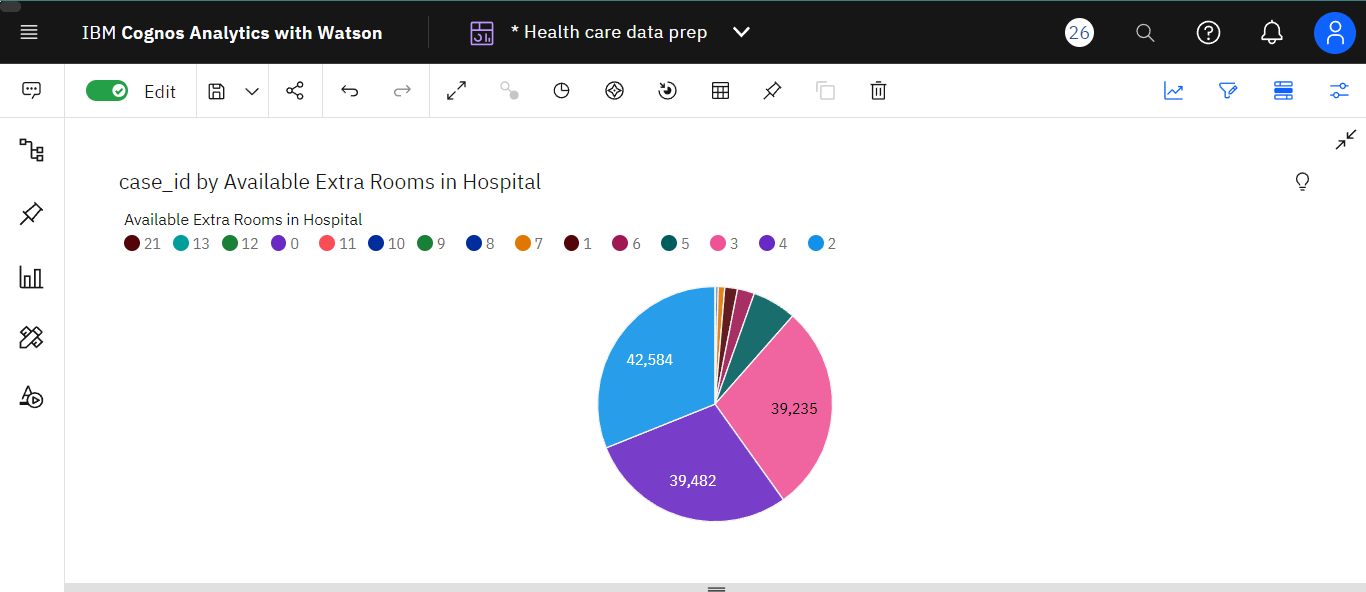 IBM Cognos Analytics with Watson
* Health care data prep
26
Edit
case_id by Available Extra Rooms in Hospital
Available Extra Rooms in Hospital
21 13 12 0 11 10 9 8 7 1 6 5 3 4 2
42,584
39,235
39,482